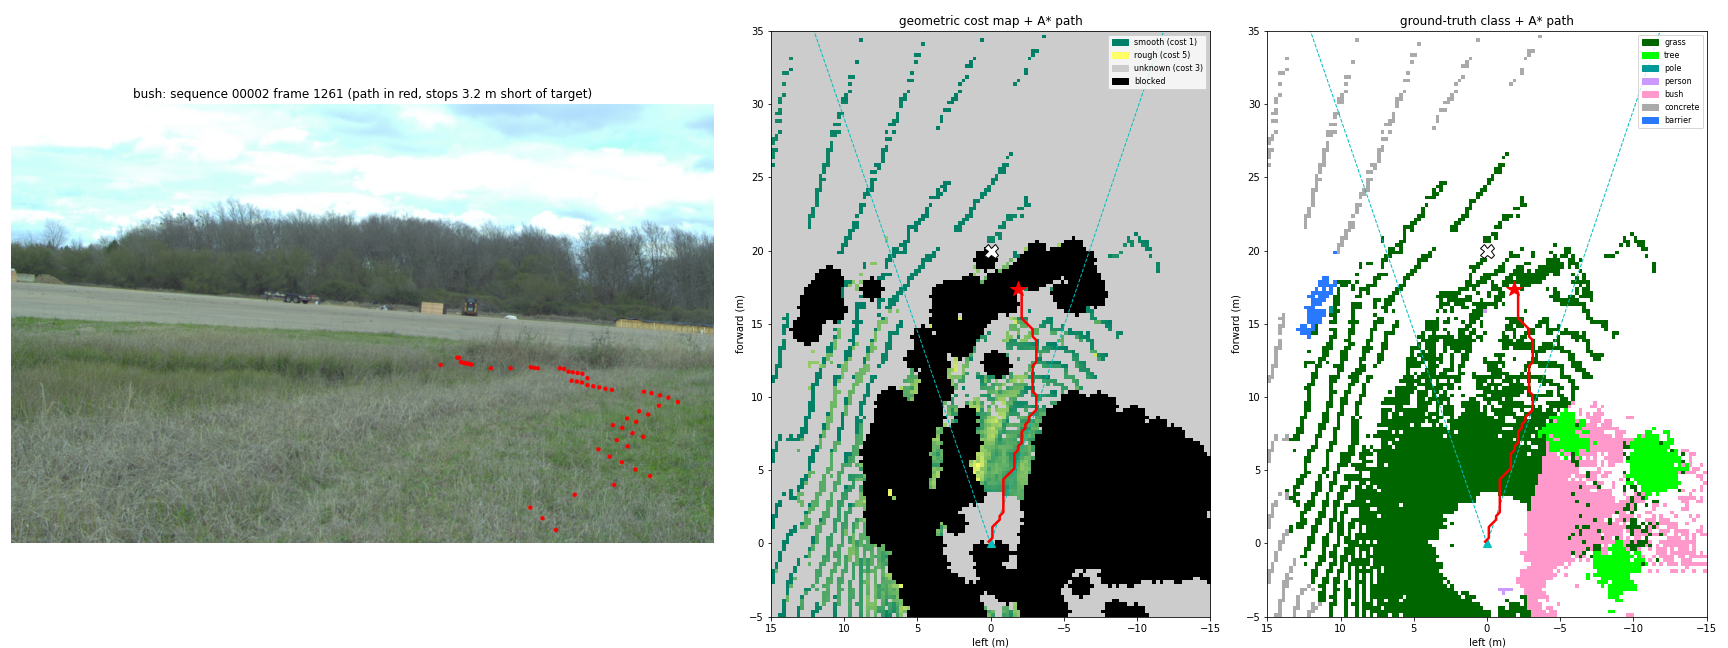 bush: sequence 00002 frame 1261 (path in red, stops 3.2 m short of target)
geometric cost map + A* path
smooth (cost 1)
rough (cost 5)
unknown (cost 3)
blocked
forward (m)
35
30
25
20
15
10
5
0
−5
15
10
5
0
−5
−10
−15
left (m)
ground-truth class + A* path
grass
tree
pole
person
bush
concrete
barrier
forward (m)
35
30
25
20
15
10
5
0
−5
15
10
5
0
−5
−10
−15
left (m)